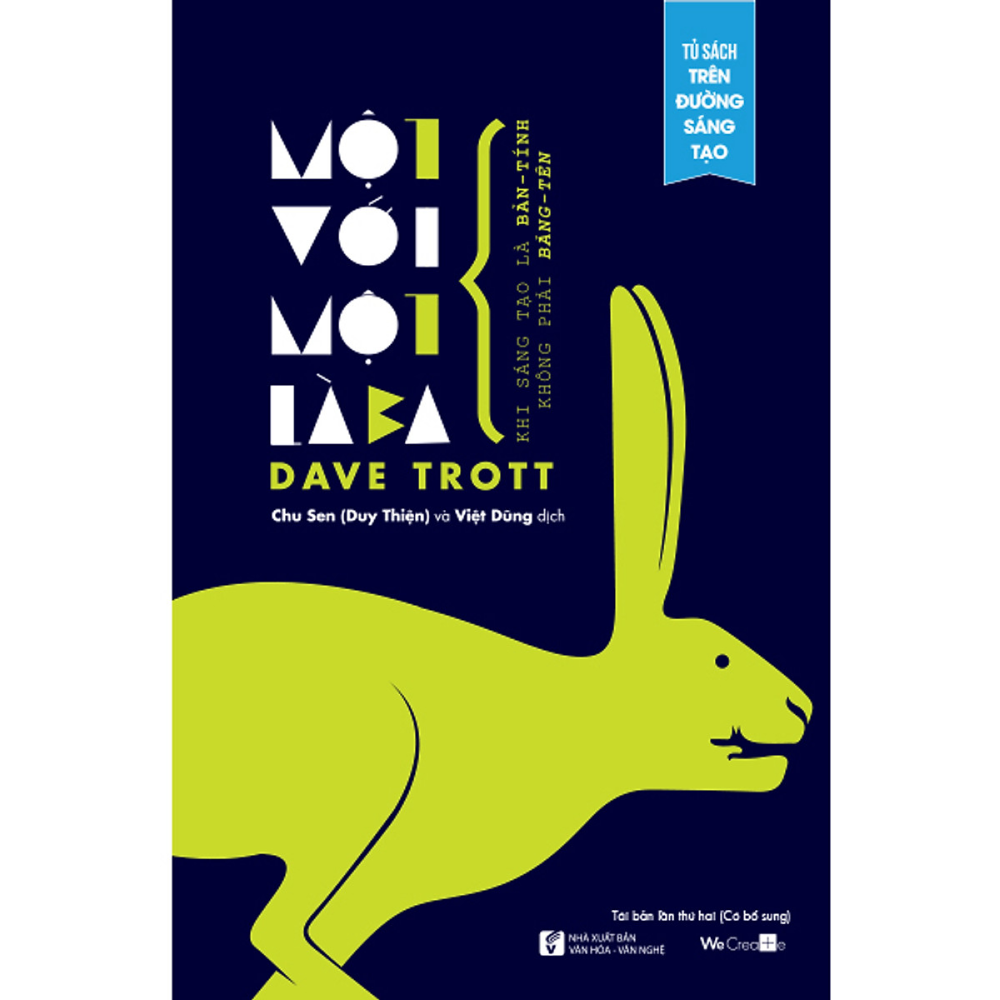 TỦ SÁCH
TRÊN
ĐƯỜNG
SÁNG
TẠO
MỘT
VỚI
MỘT
LÀ BA
KHI SÁNG TẠO LÀ BẢN-TÍNH
KHÔNG PHẢI BẢNG-TÊN
DAVE TROTT
Chu Sen (Duy Thiện) và Việt Dũng dịch
Tái bản lần thứ hai (Có bổ sung)
NHÀ XUẤT BẢN
VĂN HÓA - VĂN NGHỆ
WeCreate